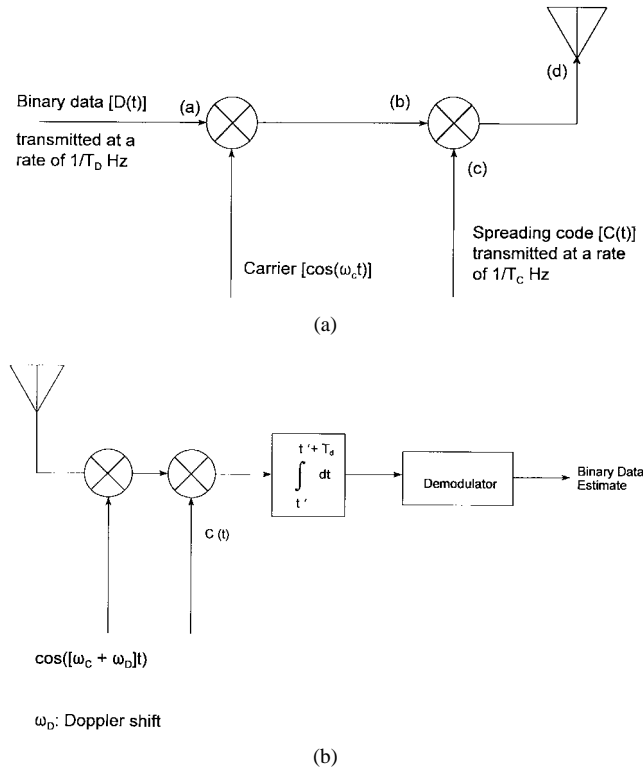 (d)
Binary data [D(t)]
(a)
(b)
transmitted at a
rate of 1/T_D Hz
(c)
Spreading code [C(t)]
transmitted at a rate
of 1/T_C Hz
Carrier [cos(ω_c t)]
(a)
t ' + T_d
∫ dt
t '
Demodulator
Binary Data
Estimate
C (t)
cos([ω_C + ω_D]t)
ω_D: Doppler shift
(b)